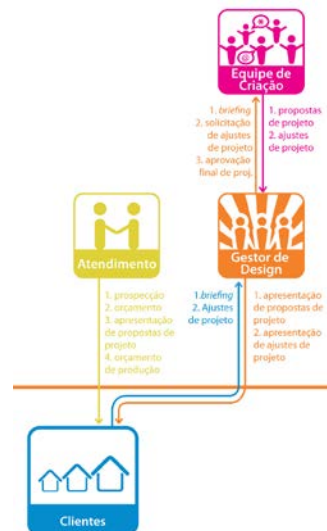 Equipe de
Criação
1. briefing
2. solicitação
de ajustes
de projeto
3. aprovação
final de proj.
1. propostas
de projeto
2. ajustes
de projeto
Atendimento
Gestor de
Design
1. prospecção
2. orçamento
3. apresentação
de propostas de
projeto
4. orçamento
de produção
1.briefing
2. Ajustes
de projeto
1. apresentação
de propostas de
projeto
2. apresentação
de ajustes de
projeto
Clientes